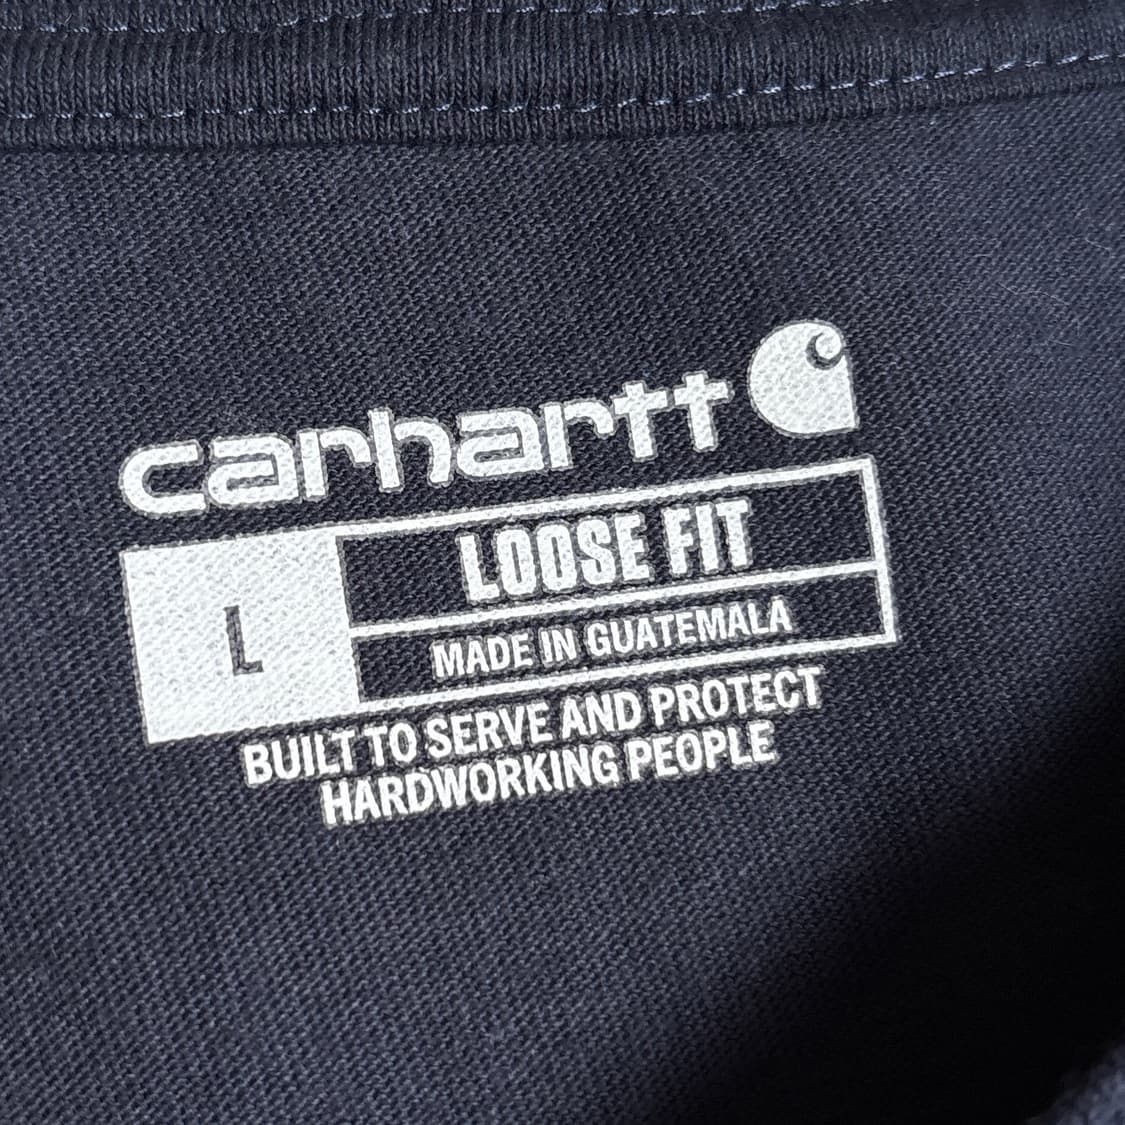 carhartt
L
LOOSE FIT
MADE IN GUATEMALA
BUILT TO SERVE AND PROTECT
HARDWORKING PEOPLE